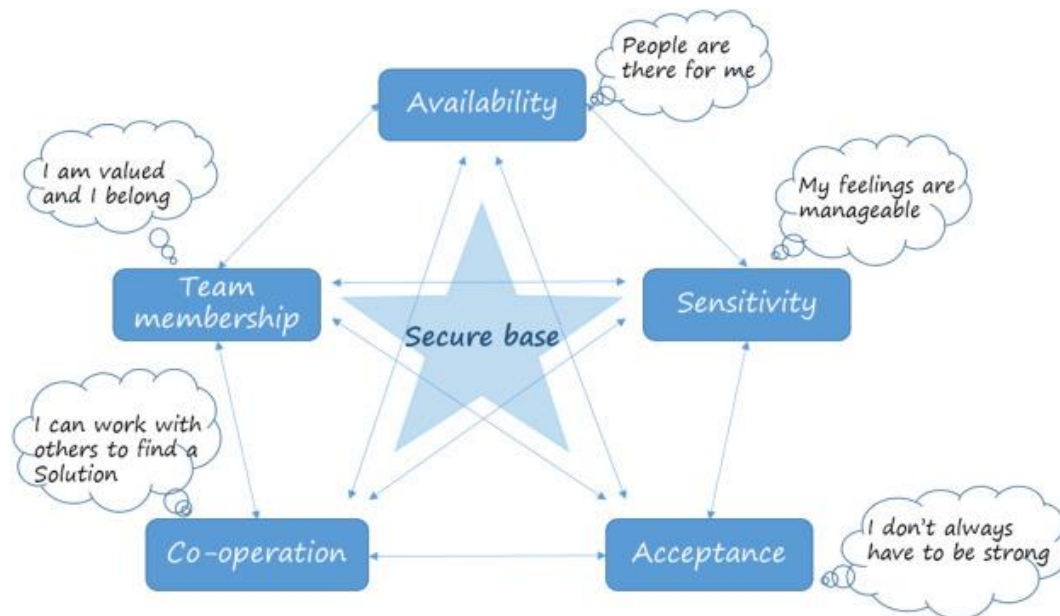 People are
there for me
Availability
I am valued
and I belong
My feelings are
manageable
Team
membership
Sensitivity
Secure base
I can work with
others to find a
Solution
I don't always
have to be strong
Co-operation
Acceptance